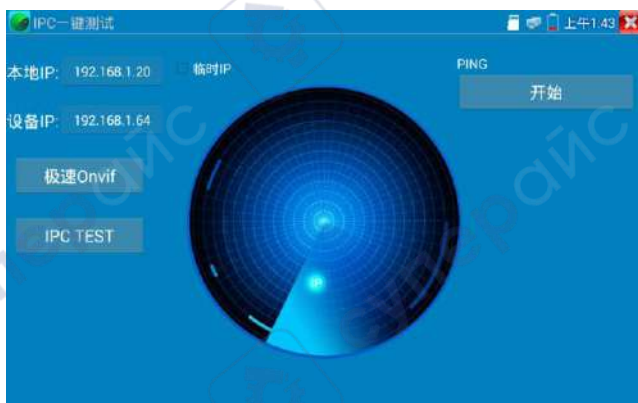 IPC一键测试
上午1.43
本地IP: 192.168.1.20
临时IP
PING
开始
设备IP: 192.168.1.64
极速Onvif
IPC TEST
IP